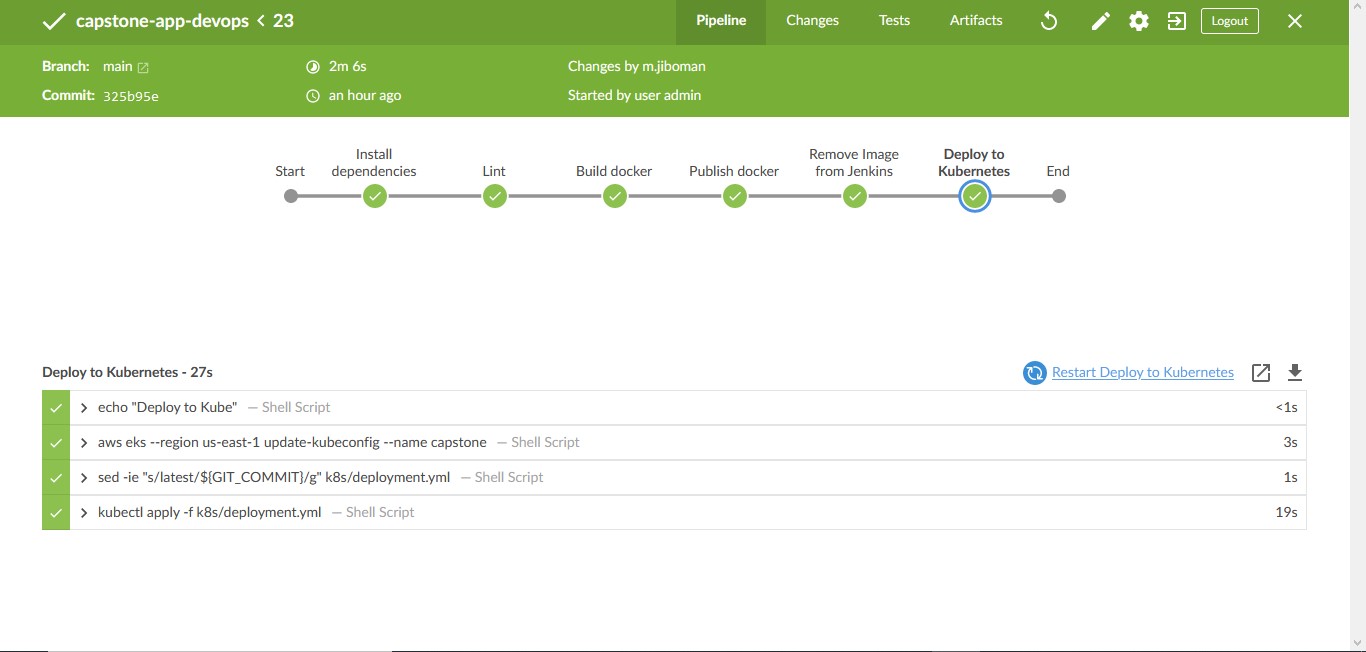 capstone-app-devops < 23
Pipeline
Changes
Tests
Artifacts
Logout
Branch: main
2m 6s
Changes by m.jiboman
Commit: 325b95e
an hour ago
Started by user admin
Start
Install
dependencies
Lint
Build docker
Publish docker
Remove Image
from Jenkins
Deploy to
Kubernetes
End
Deploy to Kubernetes - 27s
Restart Deploy to Kubernetes
echo "Deploy to Kube" — Shell Script <1s
aws eks --region us-east-1 update-kubeconfig --name capstone — Shell Script 3s
sed -ie "s/latest/${GIT_COMMIT}/g" k8s/deployment.yml — Shell Script 1s
kubectl apply -f k8s/deployment.yml — Shell Script 19s